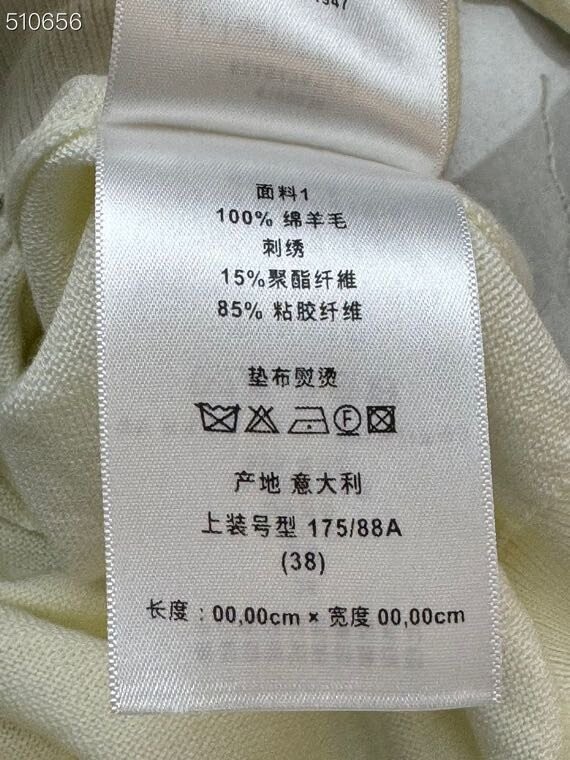 510656
1947
面料1
100% 绵羊毛
刺绣
15%聚酯纤維
85% 粘胶纤维
垫布熨烫
F
产地 意大利
上装号型 175/88A
(38)
长度：00,00cm × 宽度 00,00cm